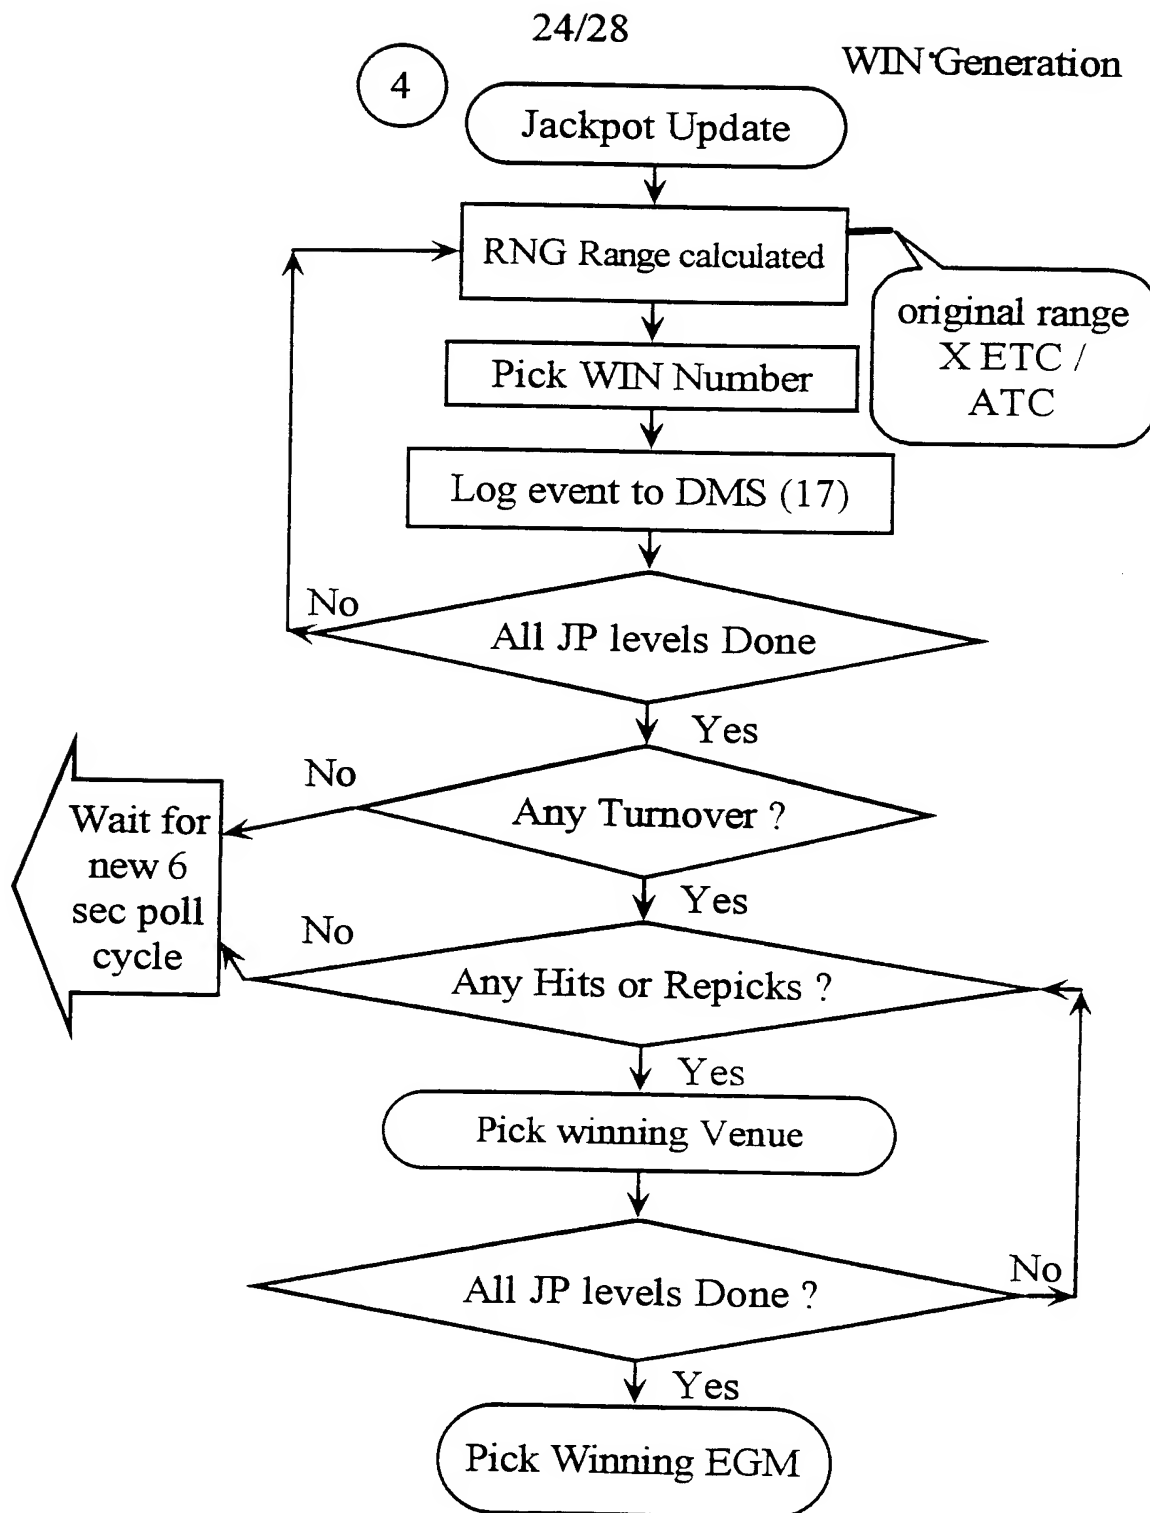 24/28
WIN Generation
4
Jackpot Update
RNG Range calculated
original range
X ETC /
ATC
Pick WIN Number
Log event to DMS (17)
No
All JP levels Done
Yes
No
Any Turnover ?
Wait for
new 6
sec poll
cycle
Yes
No
Any Hits or Repicks ?
Yes
Pick winning Venue
All JP levels Done ?
No
Yes
Pick Winning EGM